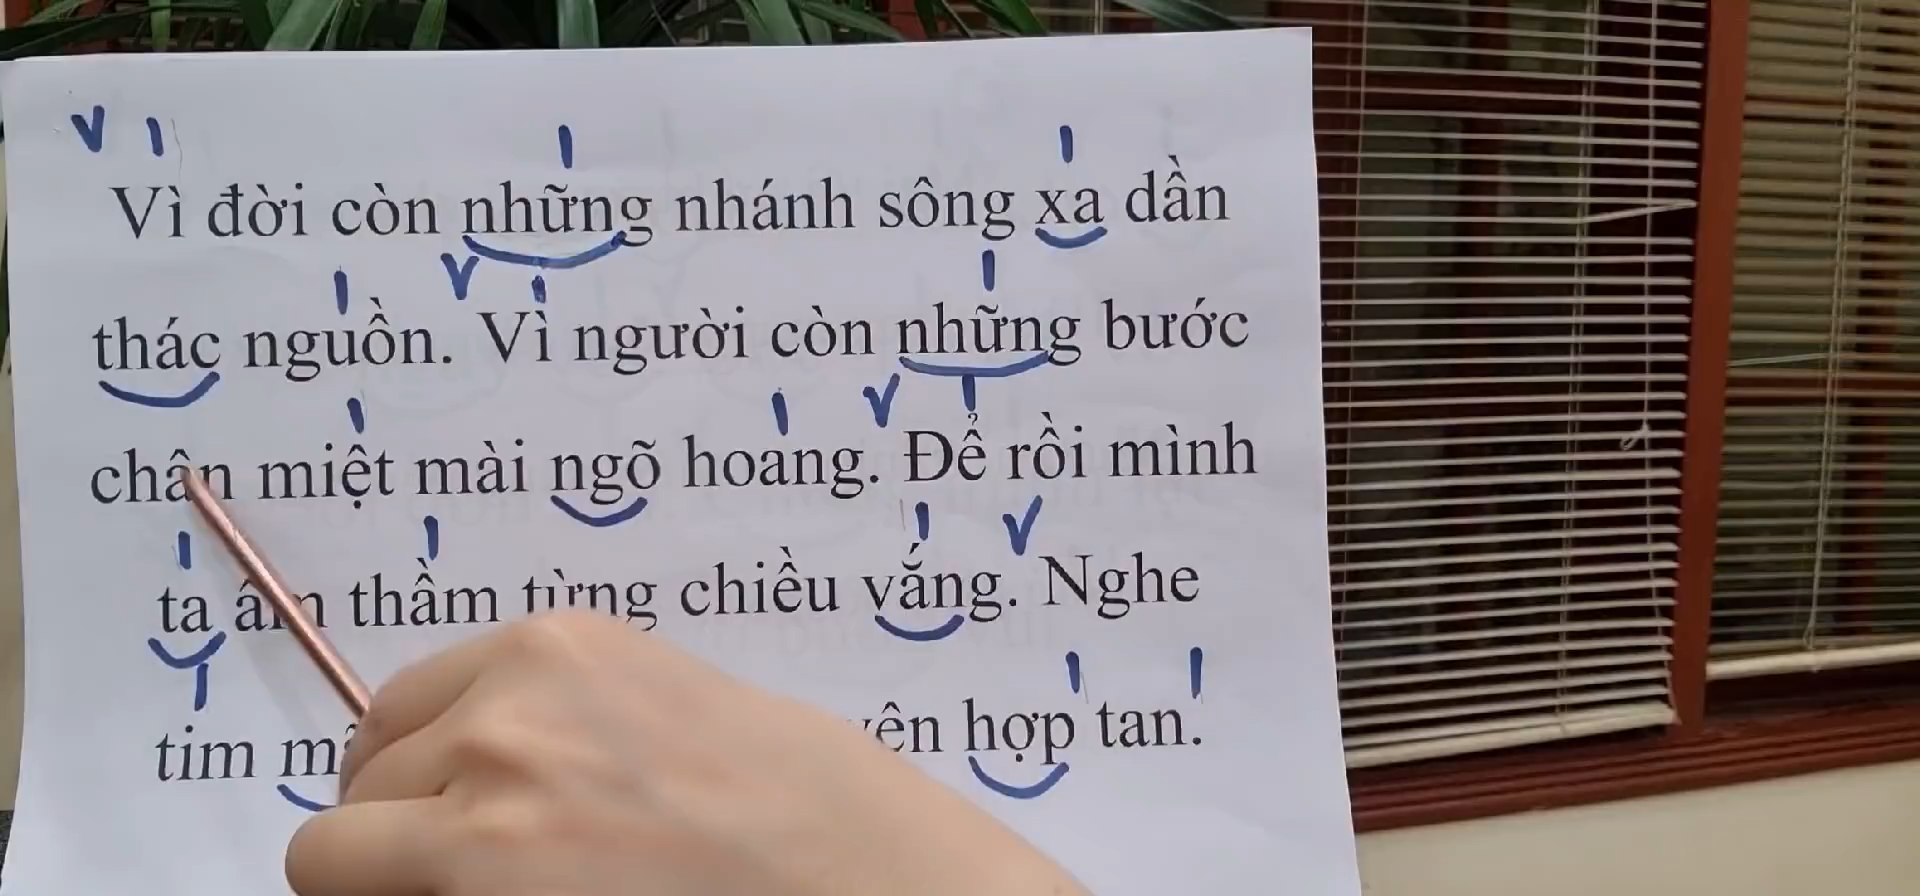 Vì đời còn những nhánh sông xa dần
thác nguồn. Vì người còn những bước
chân miệt mài ngõ hoang. Để rồi mình
ta âm thầm từng chiều vắng. Nghe
tim hợp tan.